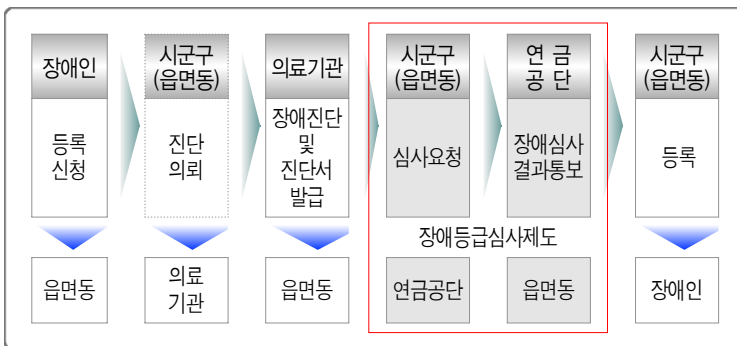 장애인
시군구
(읍면동)
의료기관
시군구
(읍면동)
연 금
공 단
시군구
(읍면동)
등록
신청
진단
의뢰
장애진단
및
진단서
발급
심사요청
장애심사
결과통보
등록
장애등급심사제도
읍면동
의료
기관
읍면동
연금공단
읍면동
장애인